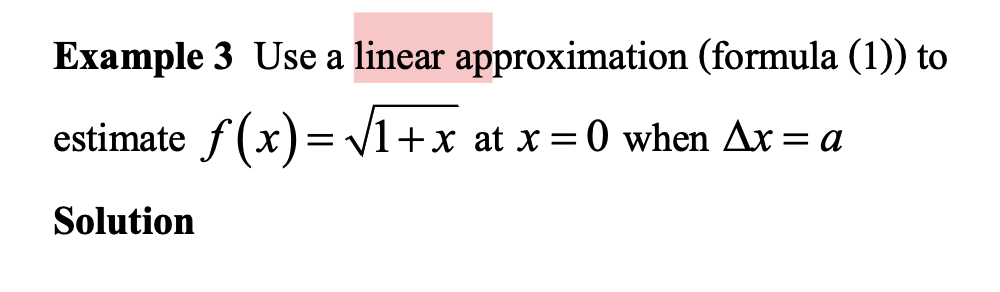 Example 3 Use a linear approximation (formula (1)) to
estimate f(x) = √1+x at x = 0 when Δx = a
Solution